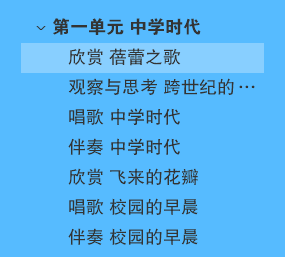 第一单元 中学时代
欣赏 蓓蕾之歌
观察与思考 跨世纪的…
唱歌 中学时代
伴奏 中学时代
欣赏 飞来的花瓣
唱歌 校园的早晨
伴奏 校园的早晨